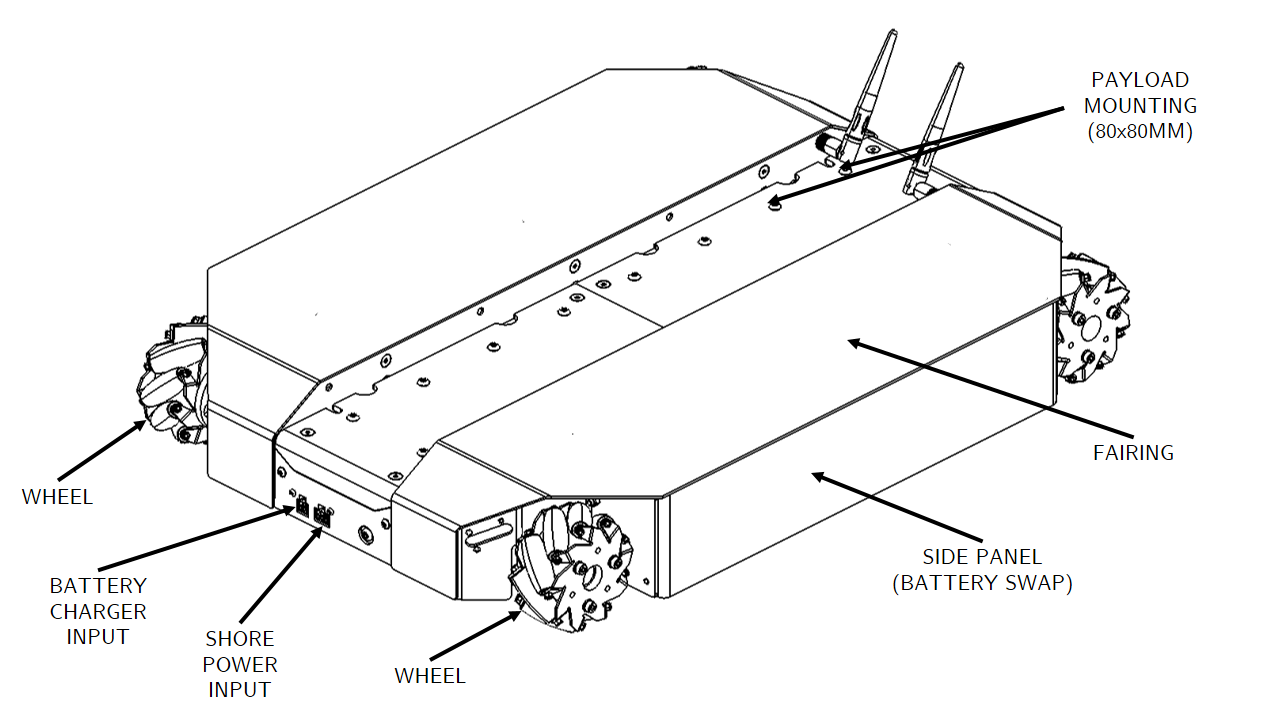 PAYLOAD
MOUNTING
(80x80MM)
FAIRING
WHEEL
SIDE PANEL
(BATTERY SWAP)
BATTERY
CHARGER
INPUT
SHORE
POWER
INPUT
WHEEL